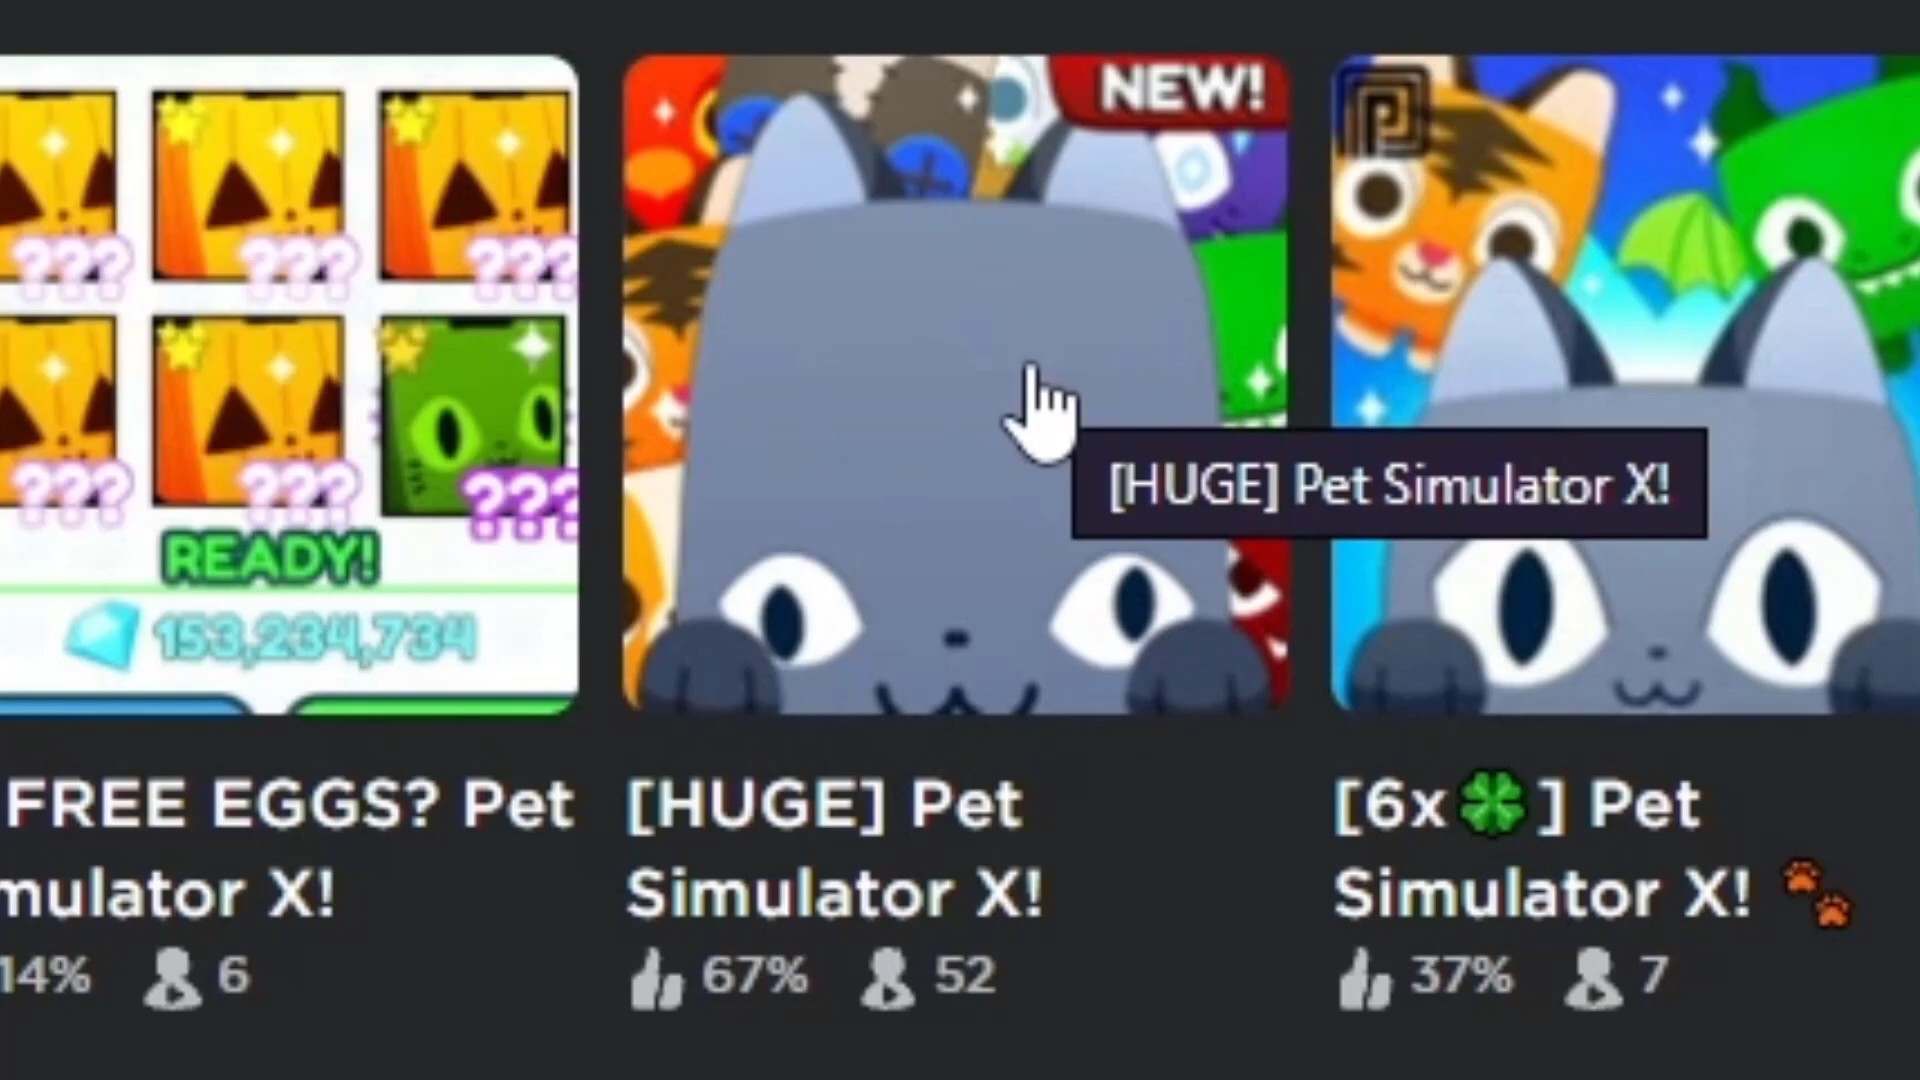 NEW!
???
???
???
???
???
???
READY!
153,234,734
[HUGE] Pet Simulator X!
FREE EGGS? Pet
mulator X!
14%
6
[HUGE] Pet
Simulator X!
67%
52
[6x🍀] Pet
Simulator X! 🐾
37%
7